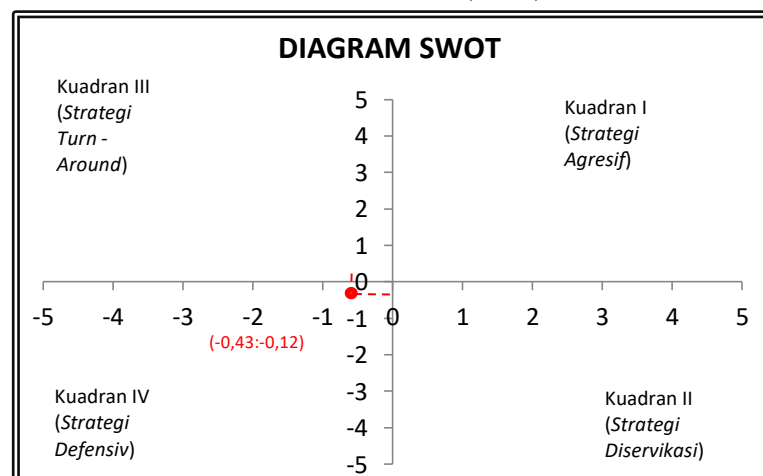 DIAGRAM SWOT
Kuadran III
(Strategi
Turn -
Around)
Kuadran I
(Strategi
Agresif)
5
4
3
2
1
0
-1
-2
-3
-4
-5
-5 -4 -3 -2 -1 0 1 2 3 4 5
(-0,43:-0,12)
Kuadran IV
(Strategi
Defensiv)
Kuadran II
(Strategi
Diservikasi)